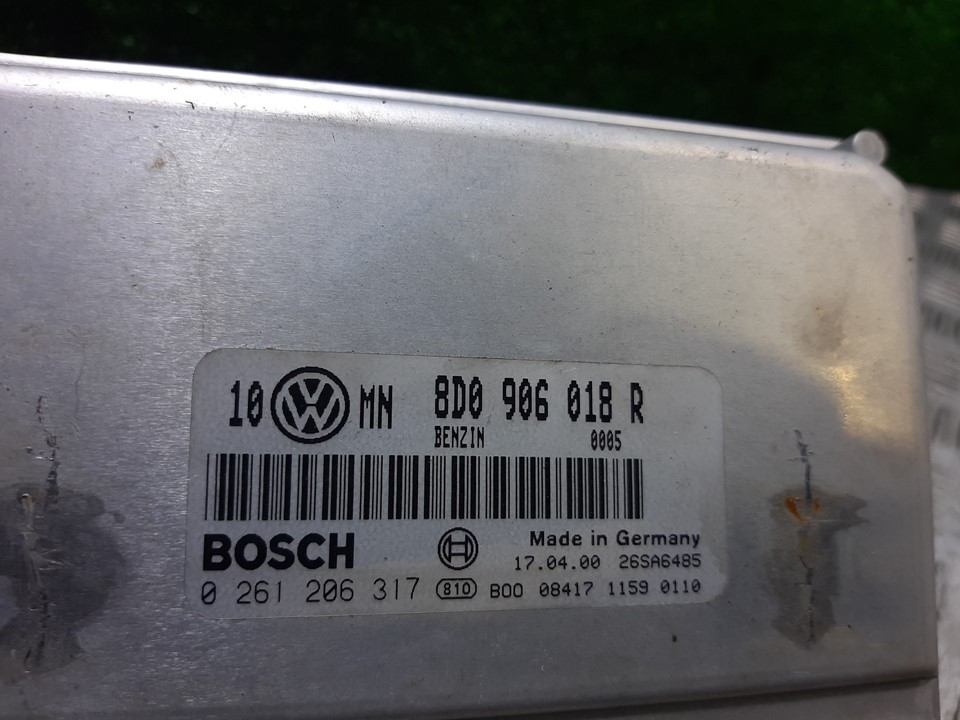 10 VW MN 8D0 906 018 R
BENZIN 0005
BOSCH Made in Germany
17.04.00 26SA6485
0 261 206 317 810 B00 08417 1159 0110